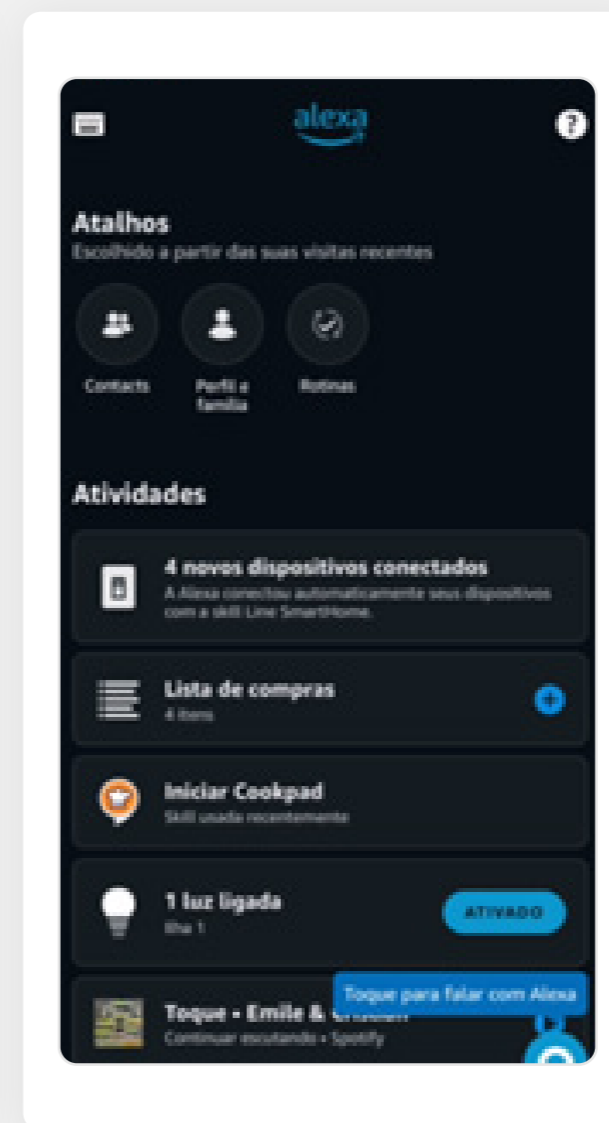 alexa
?
Atalhos
Escolhido a partir das suas visitas recentes
Contacts
Perfil e
família
Rotinas
Atividades
4 novos dispositivos conectados
A Alexa conectou automaticamente seus dispositivos
com a skill Line SmartHome.
Lista de compras
4 itens
Iniciar Cookpad
Skill usada recentemente
1 luz ligada
Ilha 1
ATIVADO
Toque para falar com Alexa
Toque • Emile &
Continuar escutando • Spotify